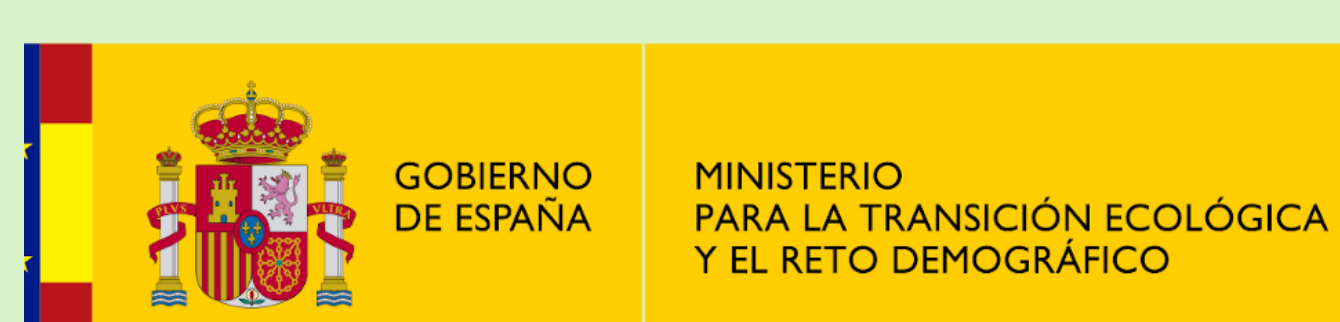 GOBIERNO
DE ESPAÑA
MINISTERIO
PARA LA TRANSICIÓN ECOLÓGICA
Y EL RETO DEMOGRÁFICO
PLVS VLTRA